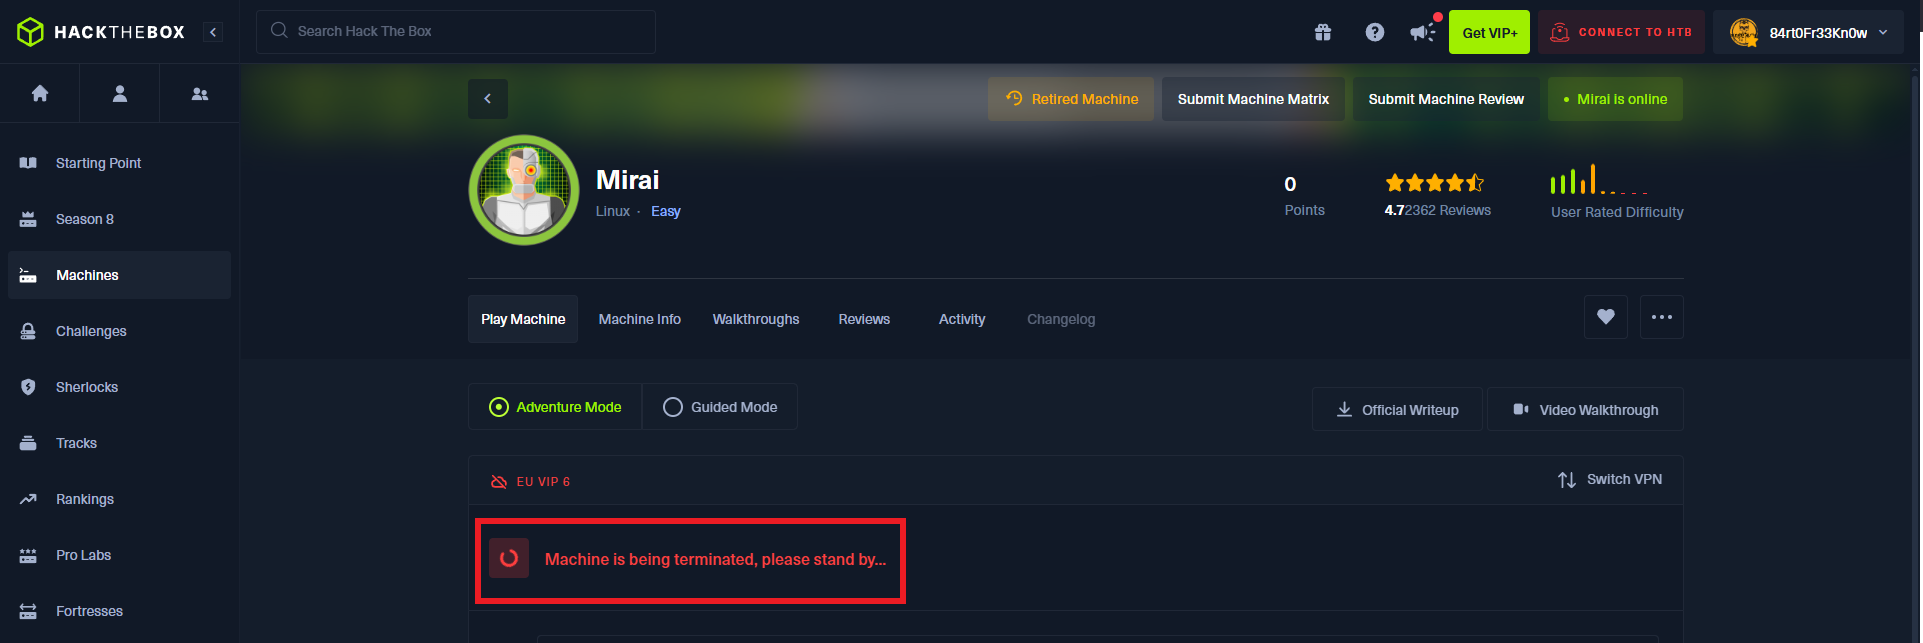 HACKTHEBOX
Search Hack The Box
Get VIP+
CONNECT TO HTB
84rt0Fr33Kn0w
Starting Point
Season 8
Machines
Challenges
Sherlocks
Tracks
Rankings
Pro Labs
Fortresses
Retired Machine
Submit Machine Matrix
Submit Machine Review
Mirai is online
Mirai
Linux · Easy
0
Points
4.72362 Reviews
User Rated Difficulty
Play Machine
Machine Info
Walkthroughs
Reviews
Activity
Changelog
Adventure Mode
Guided Mode
Official Writeup
Video Walkthrough
EU VIP 6
Switch VPN
Machine is being terminated, please stand by...